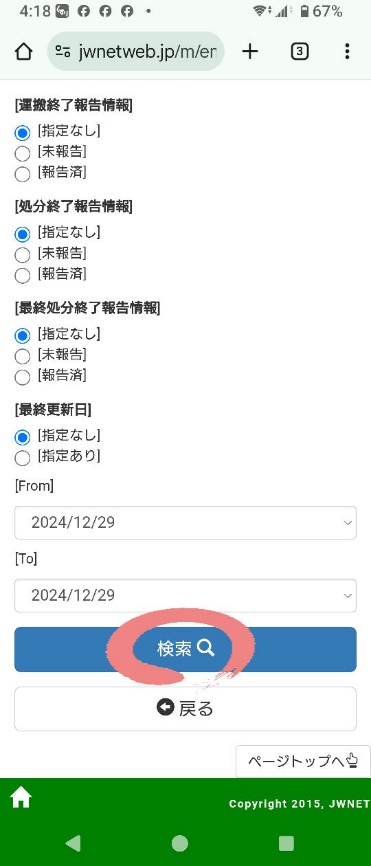 4:18 67%
jwnetweb.jp/m/er 3
[運搬終了報告情報]
[指定なし]
[未報告]
[報告済]
[処分終了報告情報]
[指定なし]
[未報告]
[報告済]
[最終処分終了報告情報]
[指定なし]
[未報告]
[報告済]
[最終更新日]
[指定なし]
[指定あり]
[From]
2024/12/29
[To]
2024/12/29
検索
戻る
ページトップへ
Copyright 2015, JWNET